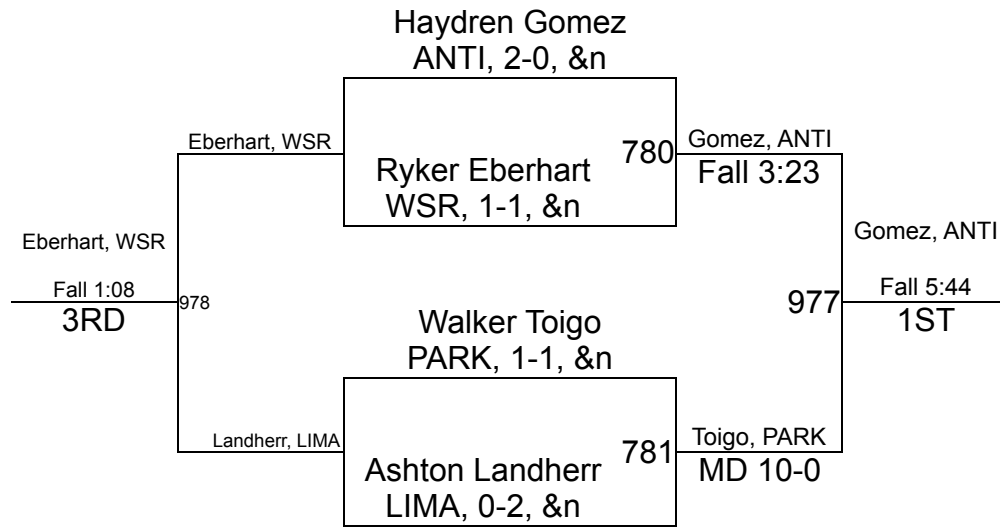 Haydren Gomez
ANTI, 2-0, &n
Eberhart, WSR
780
Gomez, ANTI
Fall 3:23
Ryker Eberhart
WSR, 1-1, &n
Eberhart, WSR
Fall 1:08
3RD
978
Gomez, ANTI
977
Fall 5:44
1ST
Walker Toigo
PARK, 1-1, &n
Landherr, LIMA
781
Toigo, PARK
MD 10-0
Ashton Landherr
LIMA, 0-2, &n